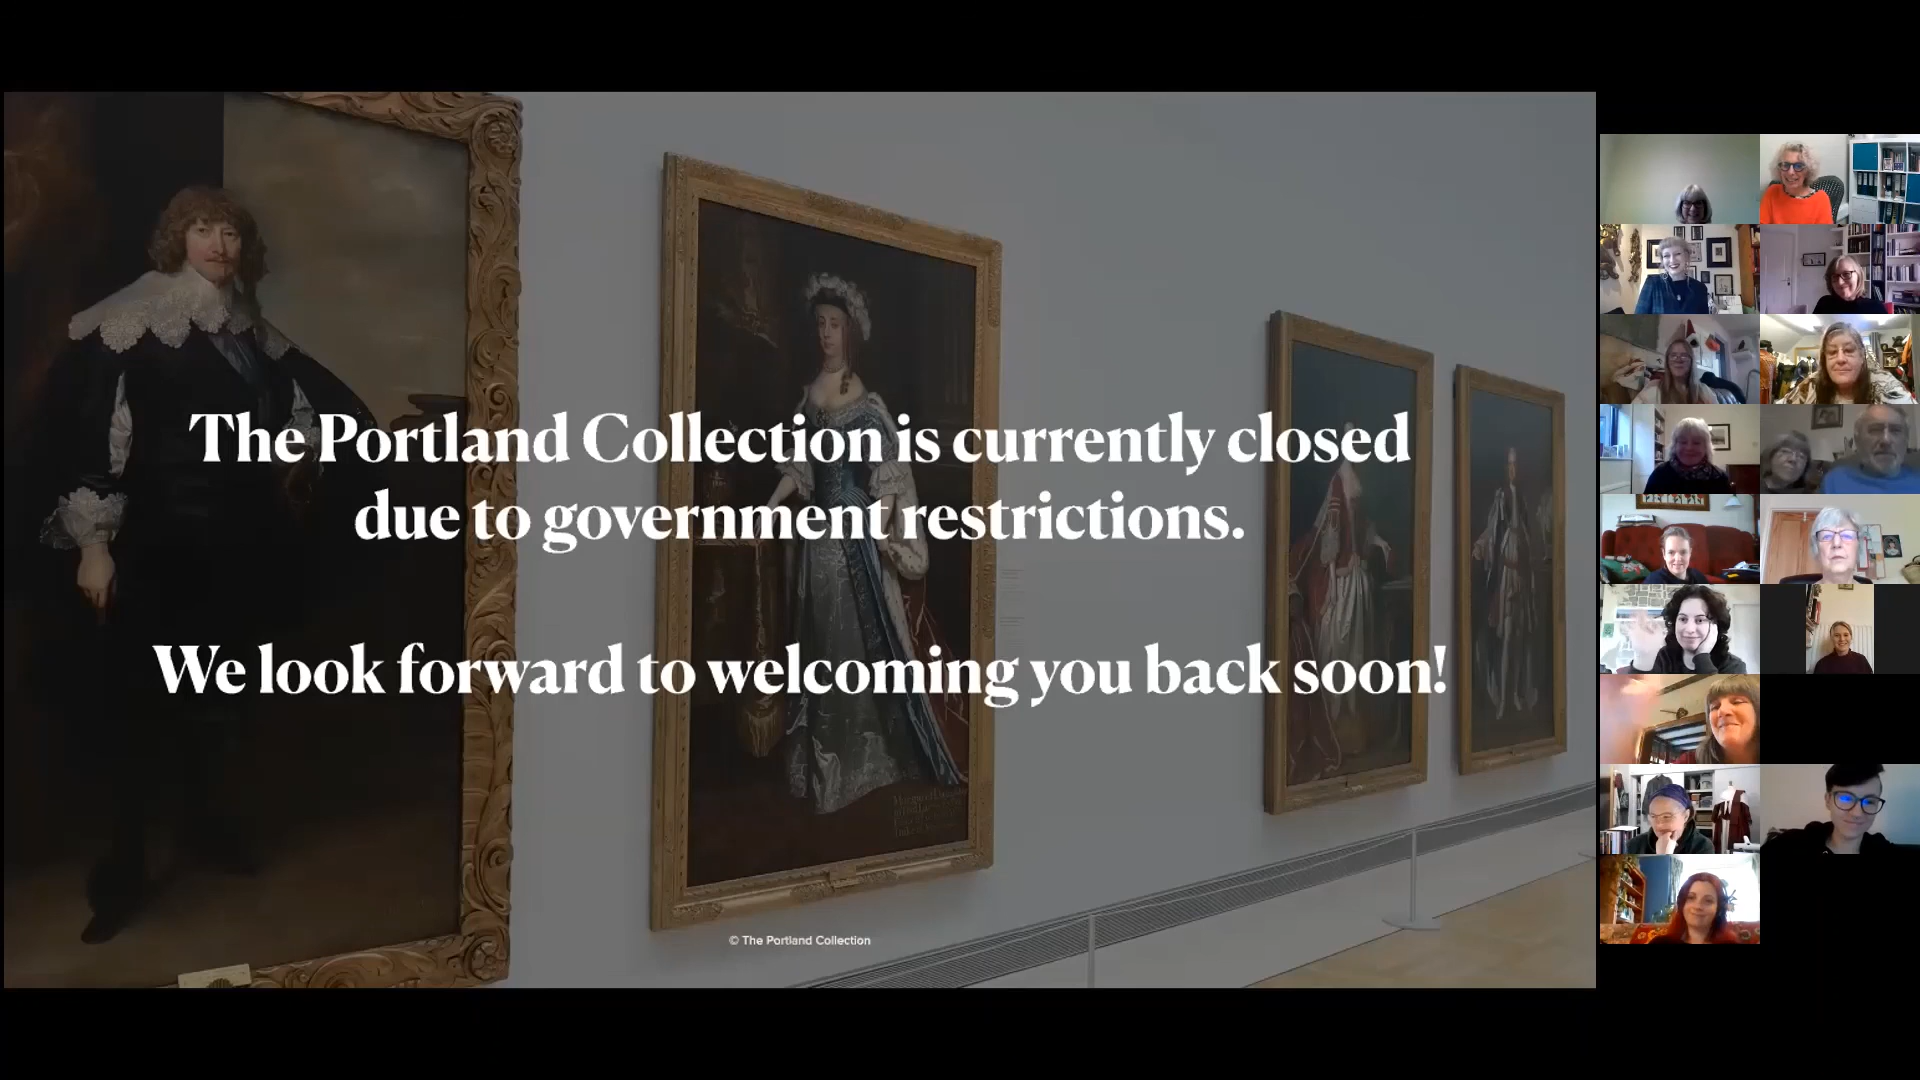 The Portland Collection is currently closed
due to government restrictions.
We look forward to welcoming you back soon!
© The Portland Collection